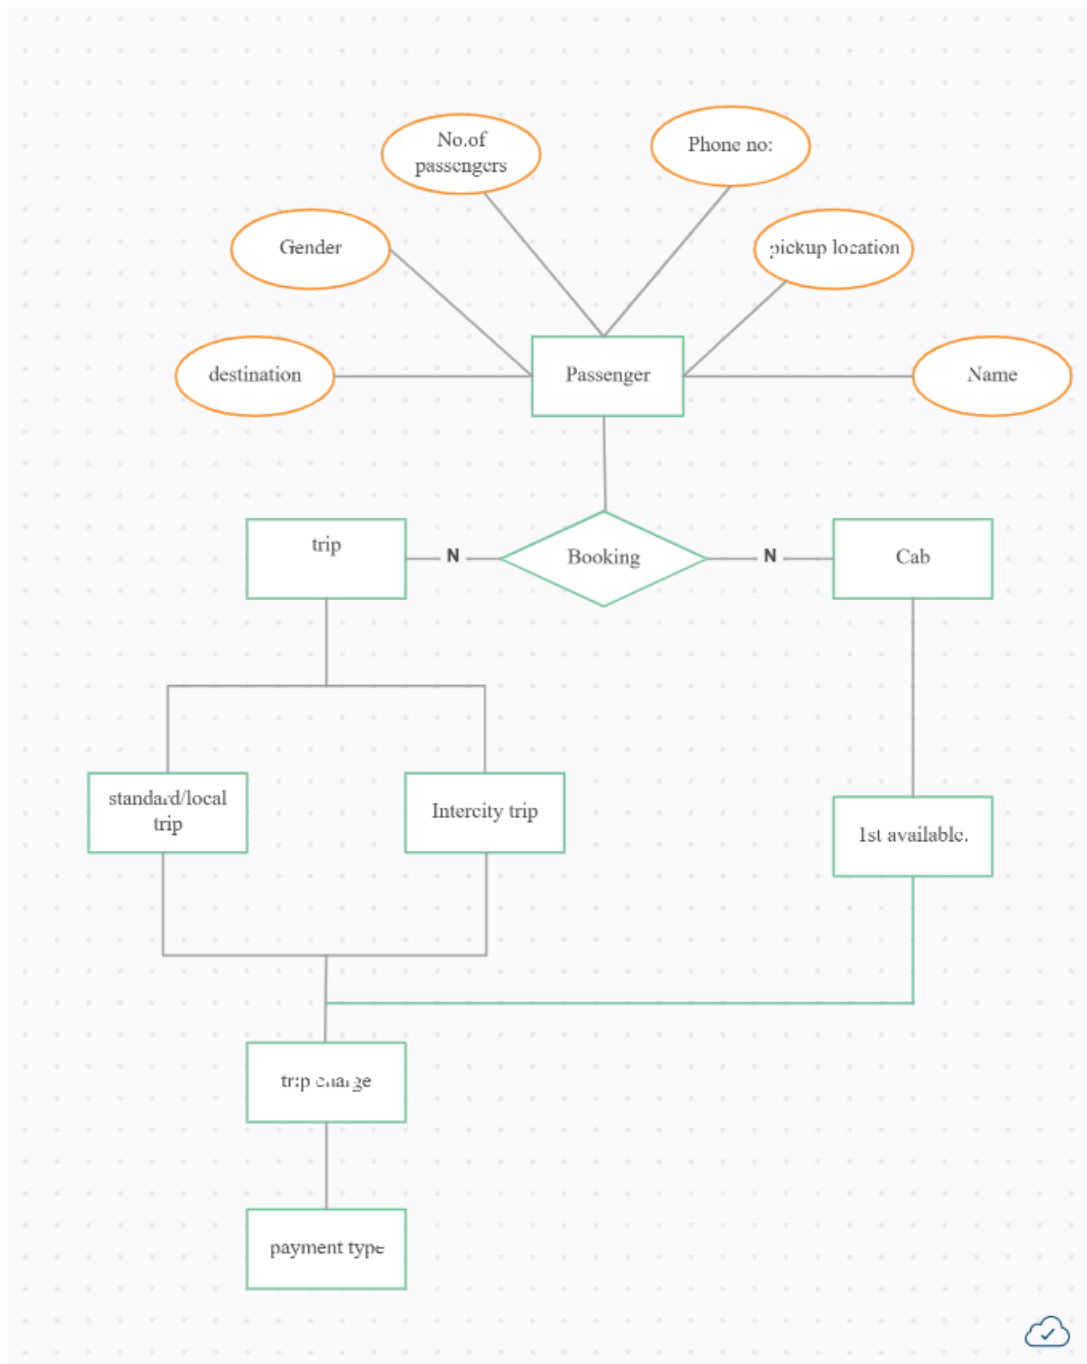 No.of
passengers
Phone no:
Gender
pickup location
destination
Passenger
Name
trip
N
Booking
N
Cab
standard/local
trip
Intercity trip
1st available.
trip charge
payment type